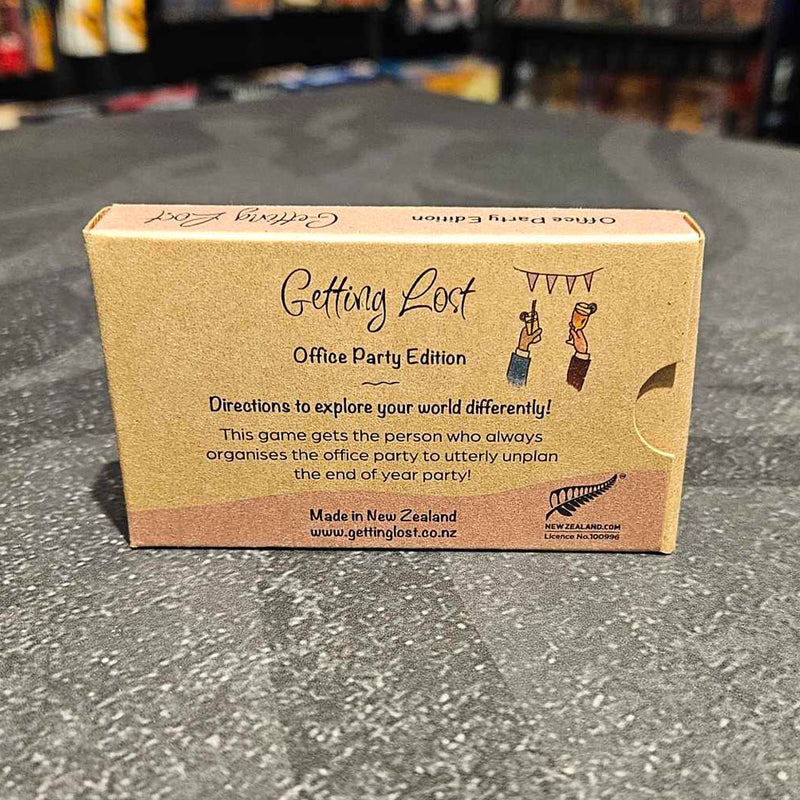 Getting Lost
Office Party Edition
Getting Lost
Office Party Edition
Directions to explore your world differently!
This game gets the person who always
organises the office party to utterly unplan
the end of year party!
Made in New Zealand
www.gettinglost.co.nz
TM
NEWZEALAND.COM
Licence No.100996